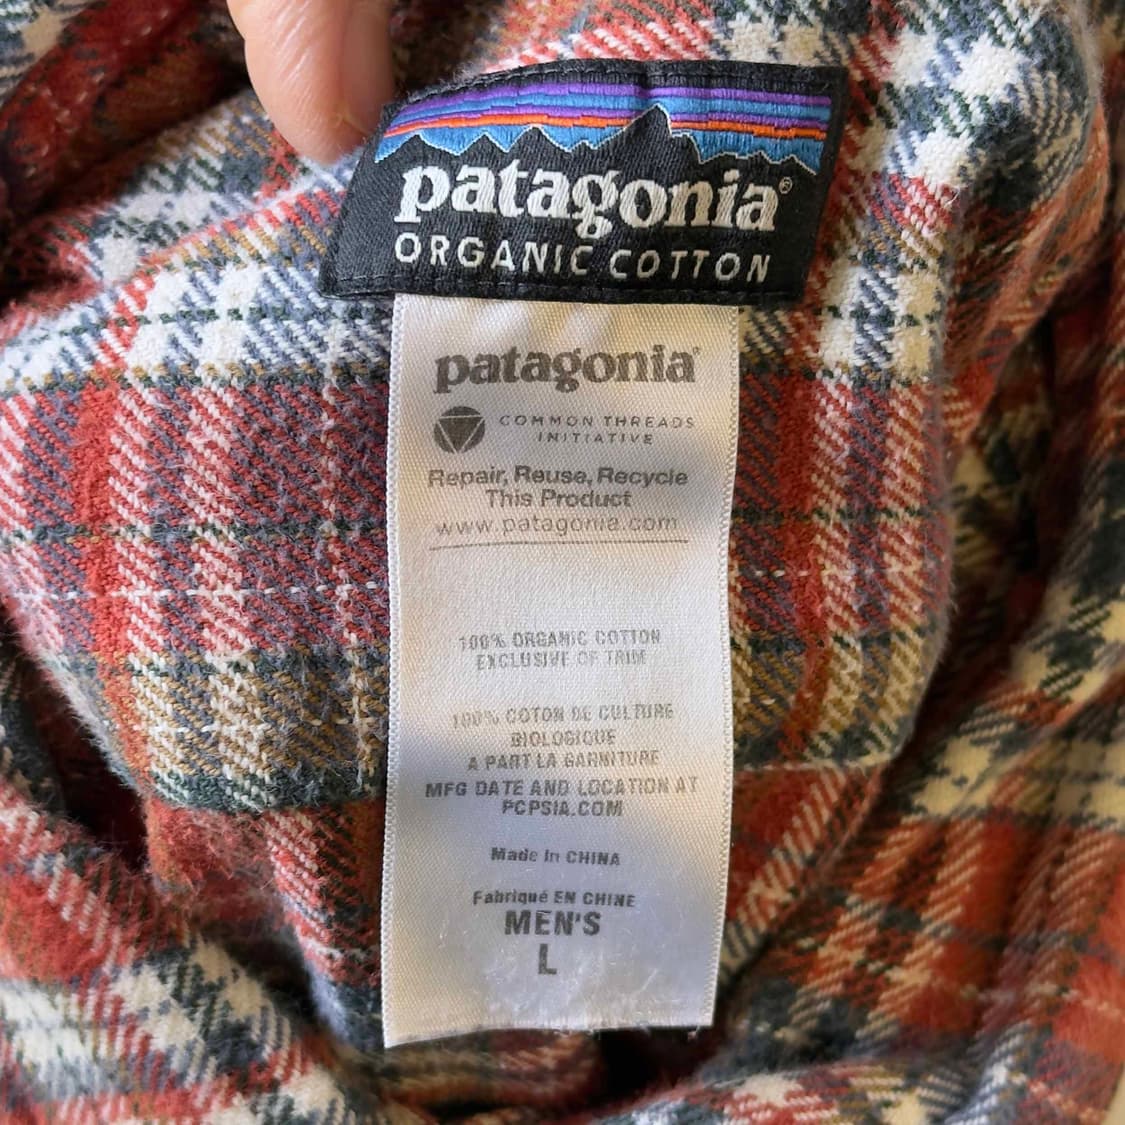 patagonia®
ORGANIC COTTON
patagonia®
COMMON THREADS
INITIATIVE
Repair, Reuse, Recycle
This Product
www.patagonia.com
100% ORGANIC COTTON
EXCLUSIVE OF TRIM
100% COTON DE CULTURE
BIOLOGIQUE
A PART LA GARNITURE
MFG DATE AND LOCATION AT
PCPSIA.COM
Made in CHINA
Fabriqué EN CHINE
MEN'S
L